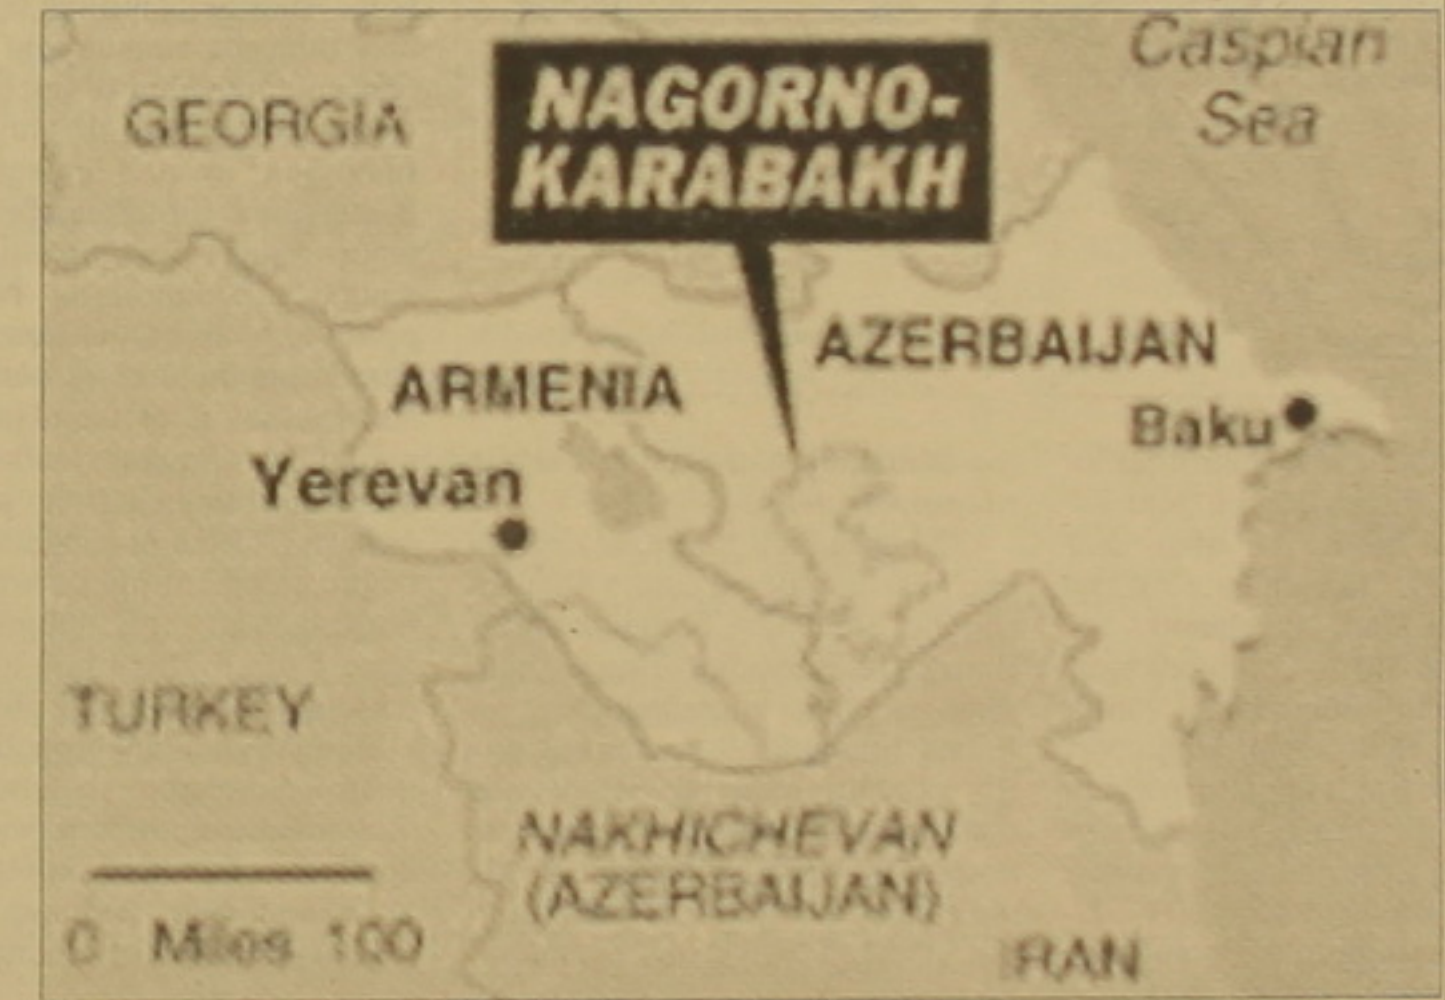 Caspian
Sea
GEORGIA
NAGORNO-
KARABAKH
AZERBAIJAN
ARMENIA
Baku
Yerevan
TURKEY
NAKHICHEVAN
(AZERBAIJAN)
0 Miles 100
IRAN